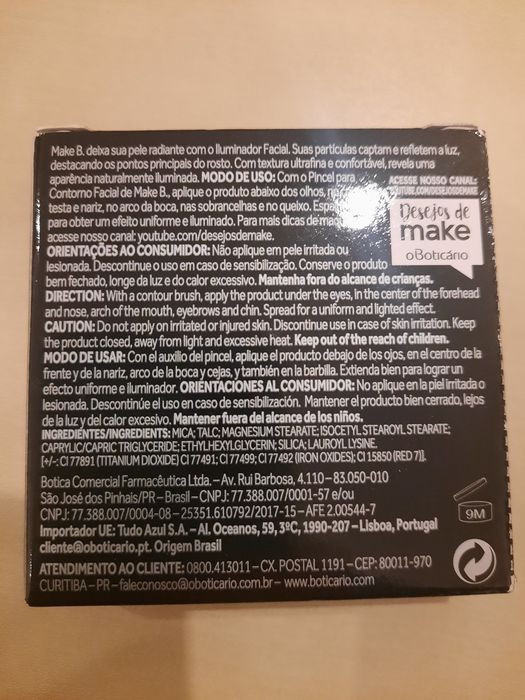 Make B. deixa sua pele radiante com o Iluminador Facial. Suas partículas captam e refletem a luz,
destacando os pontos principais do rosto. Com textura ultrafina e confortável, revela uma
aparência naturalmente iluminada. MODO DE USO: Com o Pincel para
Contorno Facial de Make B., aplique o produto abaixo dos olhos,
testa e nariz, no arco da boca, nas sobrancelhas e no queixo.
para obter um efeito uniforme e iluminado. Para mais dicas de
acesse nosso canal: youtube.com/desejosdemake.
ACESSE NOSSO CANAL:
YOUTUBE.COM/DESEJOSDEMAKE
Desejos de
make
oBoticário
ORIENTAÇÕES AO CONSUMIDOR: Não aplique em pele irritada ou
lesionada. Descontinue o uso em caso de sensibilização. Conserve o produto
bem fechado, longe da luz e do calor excessivo. Mantenha fora do alcance de crianças.
DIRECTION: With a contour brush, apply the product under the eyes, in the center of the forehead
and nose, arch of the mouth, eyebrows and chin. Spread for a uniform and lighted effect.
CAUTION: Do not apply on irritated or injured skin. Discontinue use in case of skin irritation. Keep
the product closed, away from light and excessive heat. Keep out of the reach of children.
MODO DE USAR: Con el auxilio del pincel, aplique el producto debajo de los ojos, en el centro de la
frente y de la nariz, arco de la boca y cejas, y también en la barbilla. Extienda bien para lograr un
efecto uniforme e iluminador. ORIENTACIONES AL CONSUMIDOR: No aplique en la piel irritada o
lesionada. Descontinúe el uso en caso de sensibilización. Mantener el producto bien cerrado, lejos
de la luz y del calor excesivo. Mantener fuera del alcance de los niños.
INGREDIENTES/INGREDIENTS: MICA; TALC; MAGNESIUM STEARATE; ISOCETYL STEAROYL STEARATE;
CAPRYLIC/CAPRIC TRIGLYCERIDE; ETHYLHEXYLGLYCERIN; SILICA; LAUROYL LYSINE.
[+/-: CI 77891 (TITANIUM DIOXIDE) CI 77491; CI 77499; CI 77492 (IRON OXIDES); CI 15850 (RED 7)].
Botica Comercial Farmacêutica Ltda. – Av. Rui Barbosa, 4.110 – 83.050-010
São José dos Pinhais/PR – Brasil – CNPJ: 77.388.007/0001-57 e/ou
CNPJ: 77.388.007/0004-08 – 25351.610792/2017-15 – AFE 2.00544-7
Importador UE: Tudo Azul S.A. – Al. Oceanos, 59, 3ºC, 1990-207 – Lisboa, Portugal
cliente@oboticario.pt. Origem Brasil
9M
ATENDIMENTO AO CLIENTE: 0800.413011 – CX. POSTAL 1191 – CEP: 80011-970
CURITIBA – PR – faleconosco@oboticario.com.br – www.boticario.com